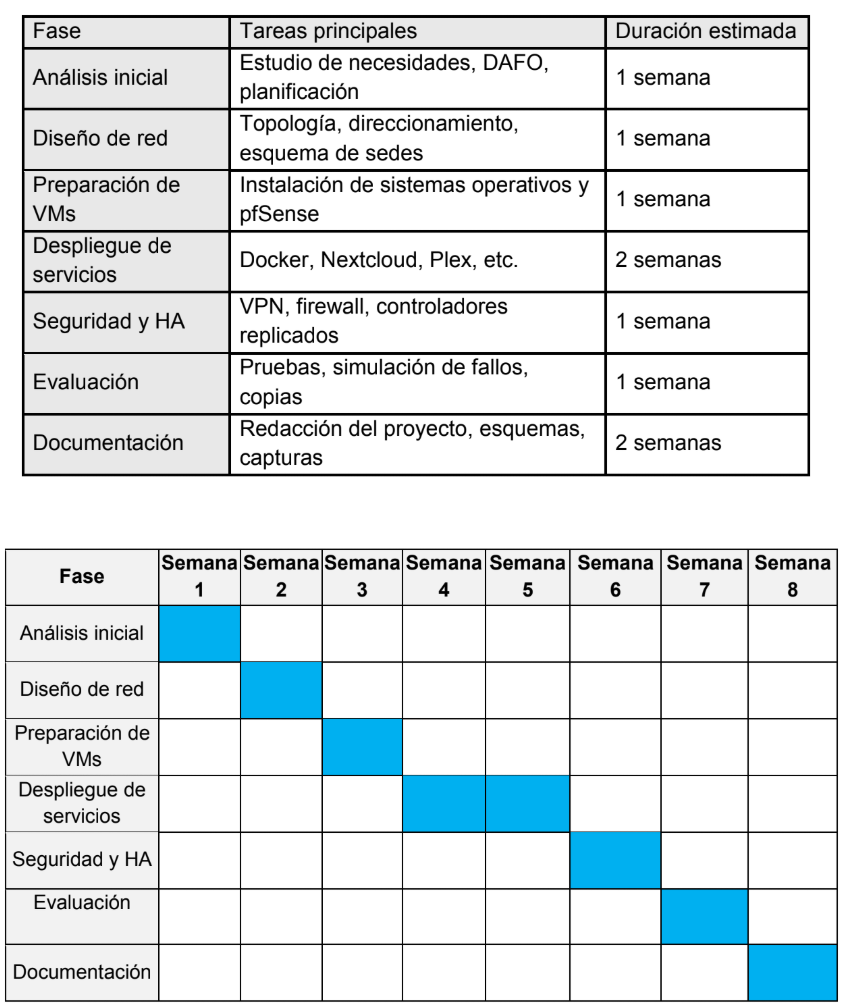 Fase Tareas principales Duración estimada
Análisis inicial Estudio de necesidades, DAFO, planificación 1 semana
Diseño de red Topología, direccionamiento, esquema de sedes 1 semana
Preparación de VMs Instalación de sistemas operativos y pfSense 1 semana
Despliegue de servicios Docker, Nextcloud, Plex, etc. 2 semanas
Seguridad y HA VPN, firewall, controladores replicados 1 semana
Evaluación Pruebas, simulación de fallos, copias 1 semana
Documentación Redacción del proyecto, esquemas, capturas 2 semanas
Fase Semana 1 Semana 2 Semana 3 Semana 4 Semana 5 Semana 6 Semana 7 Semana 8
Análisis inicial
Diseño de red
Preparación de VMs
Despliegue de servicios
Seguridad y HA
Evaluación
Documentación